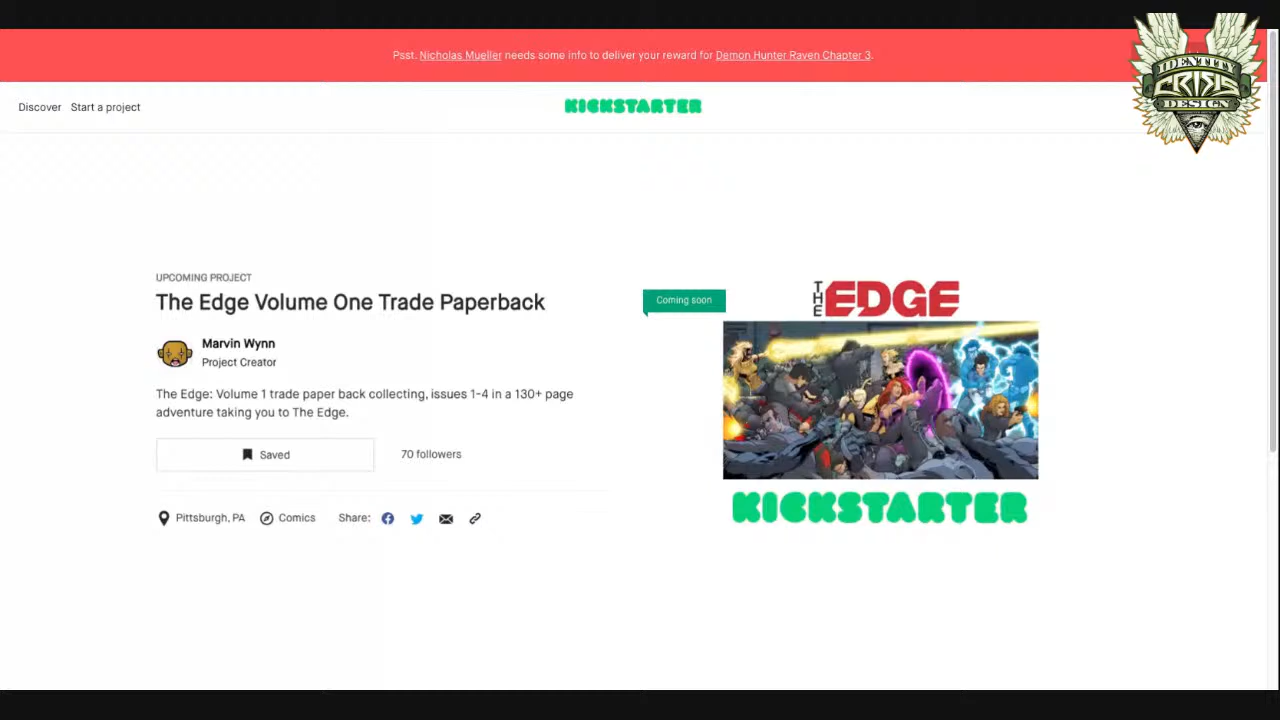 Psst. Nicholas Mueller needs some info to deliver your reward for Demon Hunter Raven Chapter 3.
IDENTITY
CRISIS
DESIGN
Discover Start a project
KICKSTARTER
UPCOMING PROJECT
The Edge Volume One Trade Paperback
Marvin Wynn
Project Creator
The Edge: Volume 1 trade paper back collecting, issues 1-4 in a 130+ page
adventure taking you to The Edge.
Saved
70 followers
Pittsburgh, PA
Comics
Share:
Coming soon
THE EDGE
KICKSTARTER